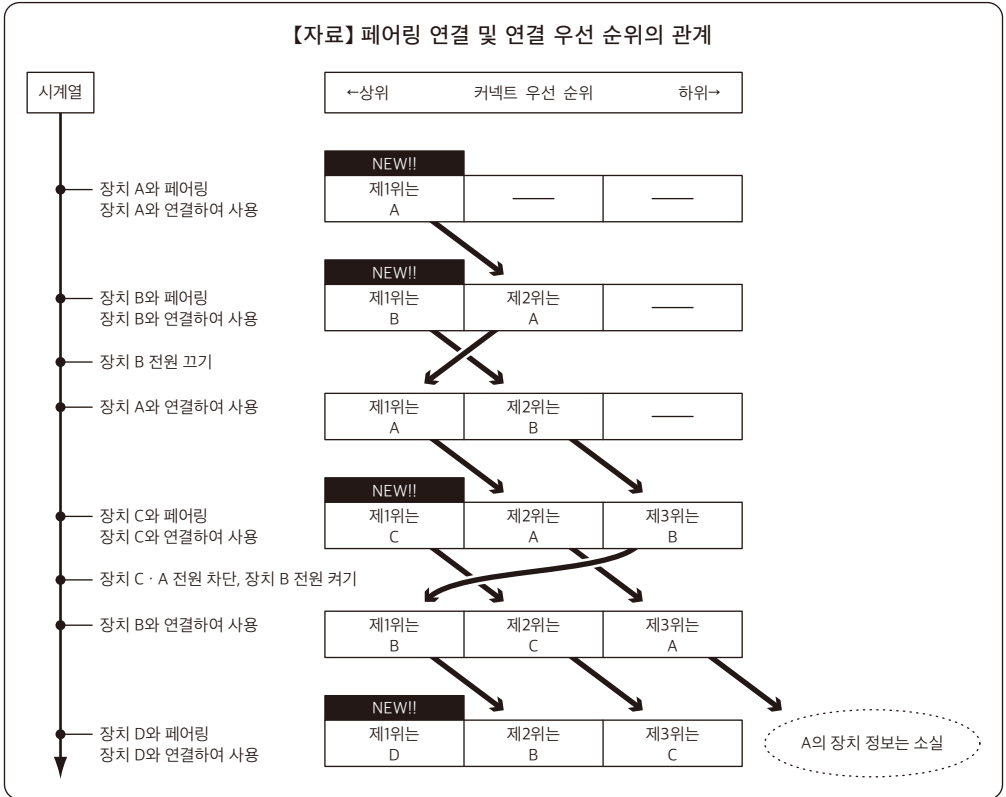 【자료】 페어링 연결 및 연결 우선 순위의 관계
시계열
←상위 커넥트 우선 순위 하위→
NEW!!
장치 A와 페어링
장치 A와 연결하여 사용
제1위는
A
NEW!!
장치 B와 페어링
장치 B와 연결하여 사용
제1위는
B
제2위는
A
장치 B 전원 끄기
장치 A와 연결하여 사용
제1위는
A
제2위는
B
NEW!!
장치 C와 페어링
장치 C와 연결하여 사용
제1위는
C
제2위는
A
제3위는
B
장치 C · A 전원 차단, 장치 B 전원 켜기
장치 B와 연결하여 사용
제1위는
B
제2위는
C
제3위는
A
NEW!!
장치 D와 페어링
장치 D와 연결하여 사용
제1위는
D
제2위는
B
제3위는
C
A의 장치 정보는 소실